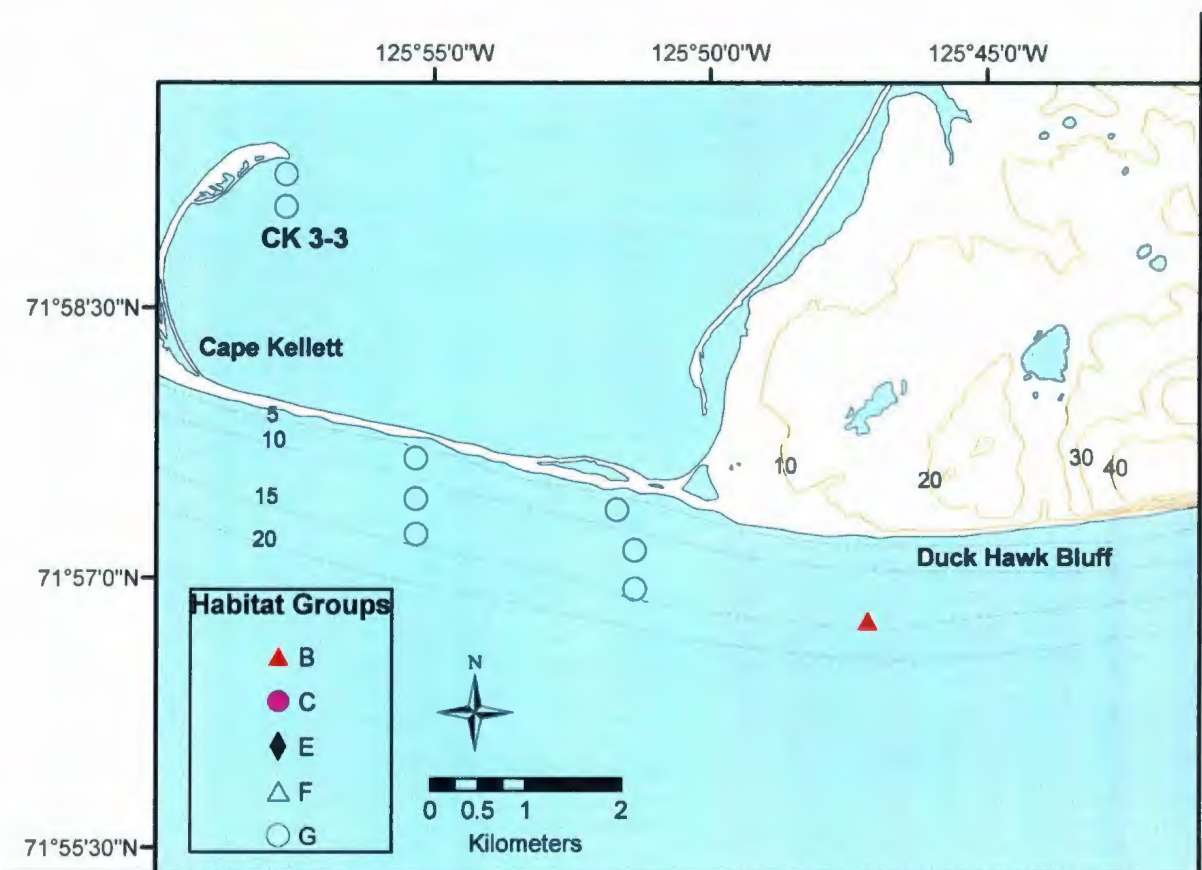 125°55'0"W
125°50'0"W
125°45'0"W
CK 3-3
71°58'30"N
Cape Kellett
5
10
15
20
10
20
30
40
Duck Hawk Bluff
71°57'0"N
Habitat Groups
B
C
E
F
G
N
0 0.5 1 2
Kilometers
71°55'30"N